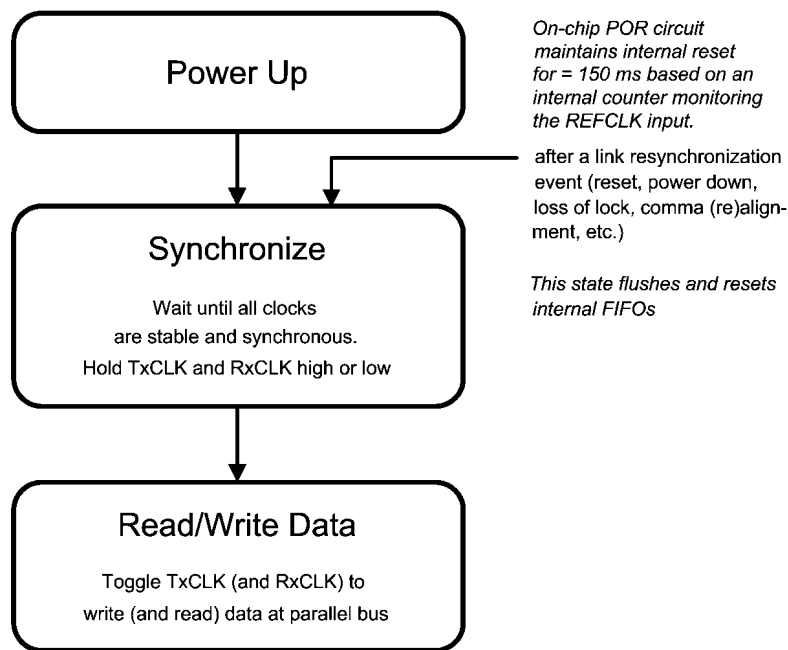 Power Up
On-chip POR circuit
maintains internal reset
for = 150 ms based on an
internal counter monitoring
the REFCLK input.
after a link resynchronization
event (reset, power down,
loss of lock, comma (re)align-
ment, etc.)
This state flushes and resets
internal FIFOs
Synchronize
Wait until all clocks
are stable and synchronous.
Hold TxCLK and RxCLK high or low
Read/Write Data
Toggle TxCLK (and RxCLK) to
write (and read) data at parallel bus